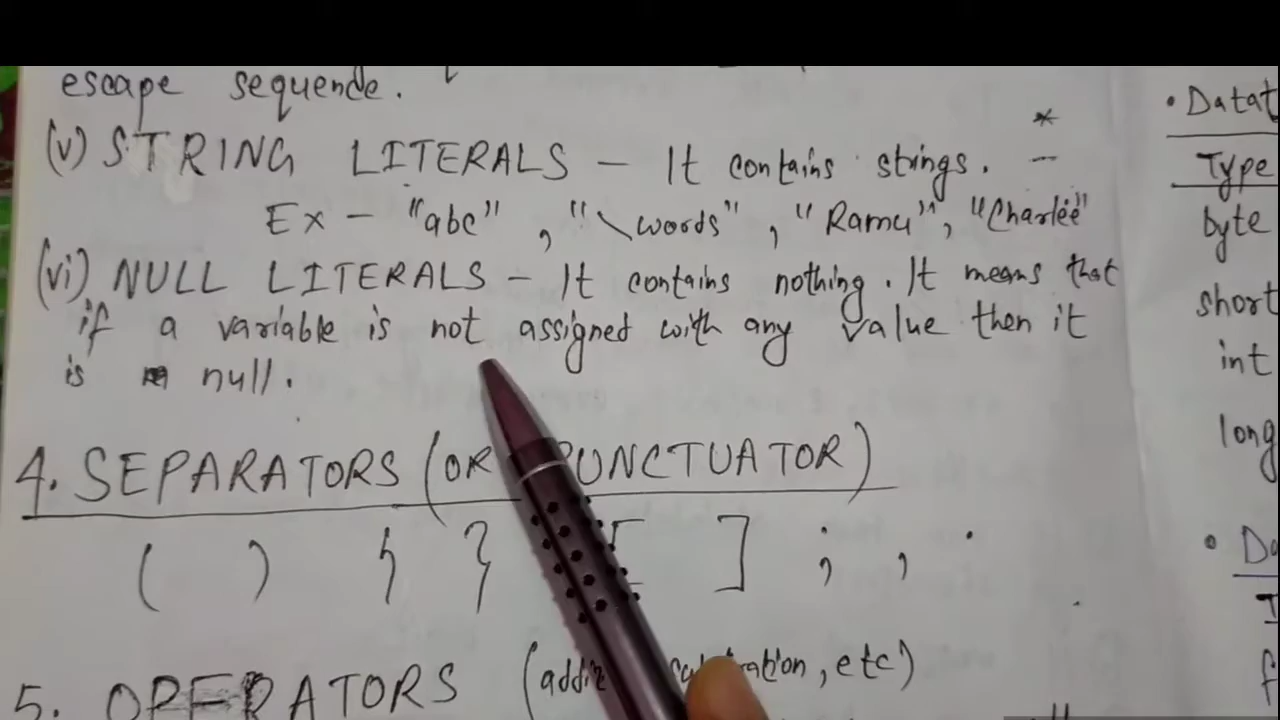 escape sequence.
(v) STRING LITERALS – It contains strings. –
*
Ex – "abc", "\words", "Ramu", "Charlee"
(vi) NULL LITERALS – It contains nothing. It means that
if a variable is not assigned with any value then it
is null.
4. SEPARATORS (OR PUNCTUATOR)
( ) { } [ ] ; , .
5. OPERATORS (etc)
• Datat
Type
byte
short
int
long
• Da